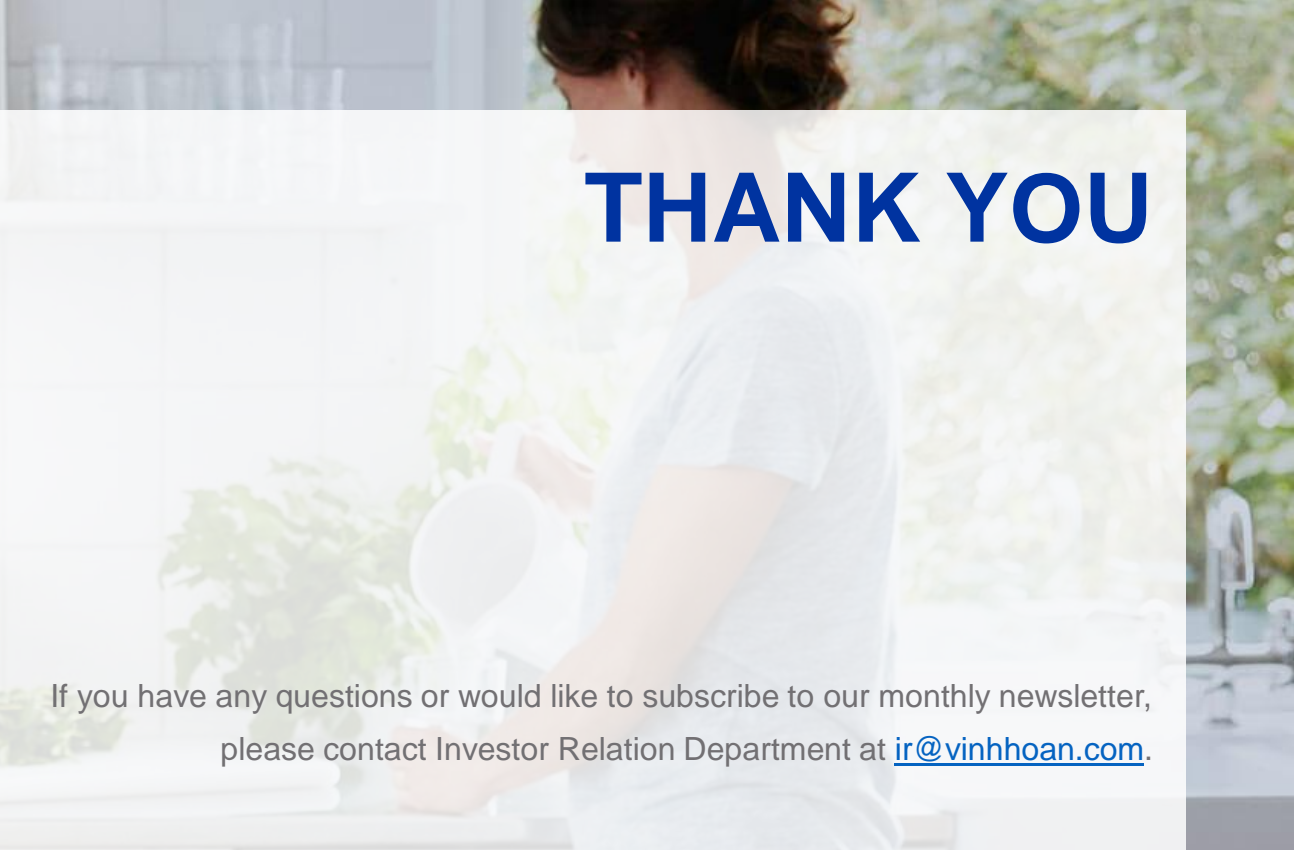 THANK YOU
If you have any questions or would like to subscribe to our monthly newsletter,
please contact Investor Relation Department at ir@vinhhoan.com.